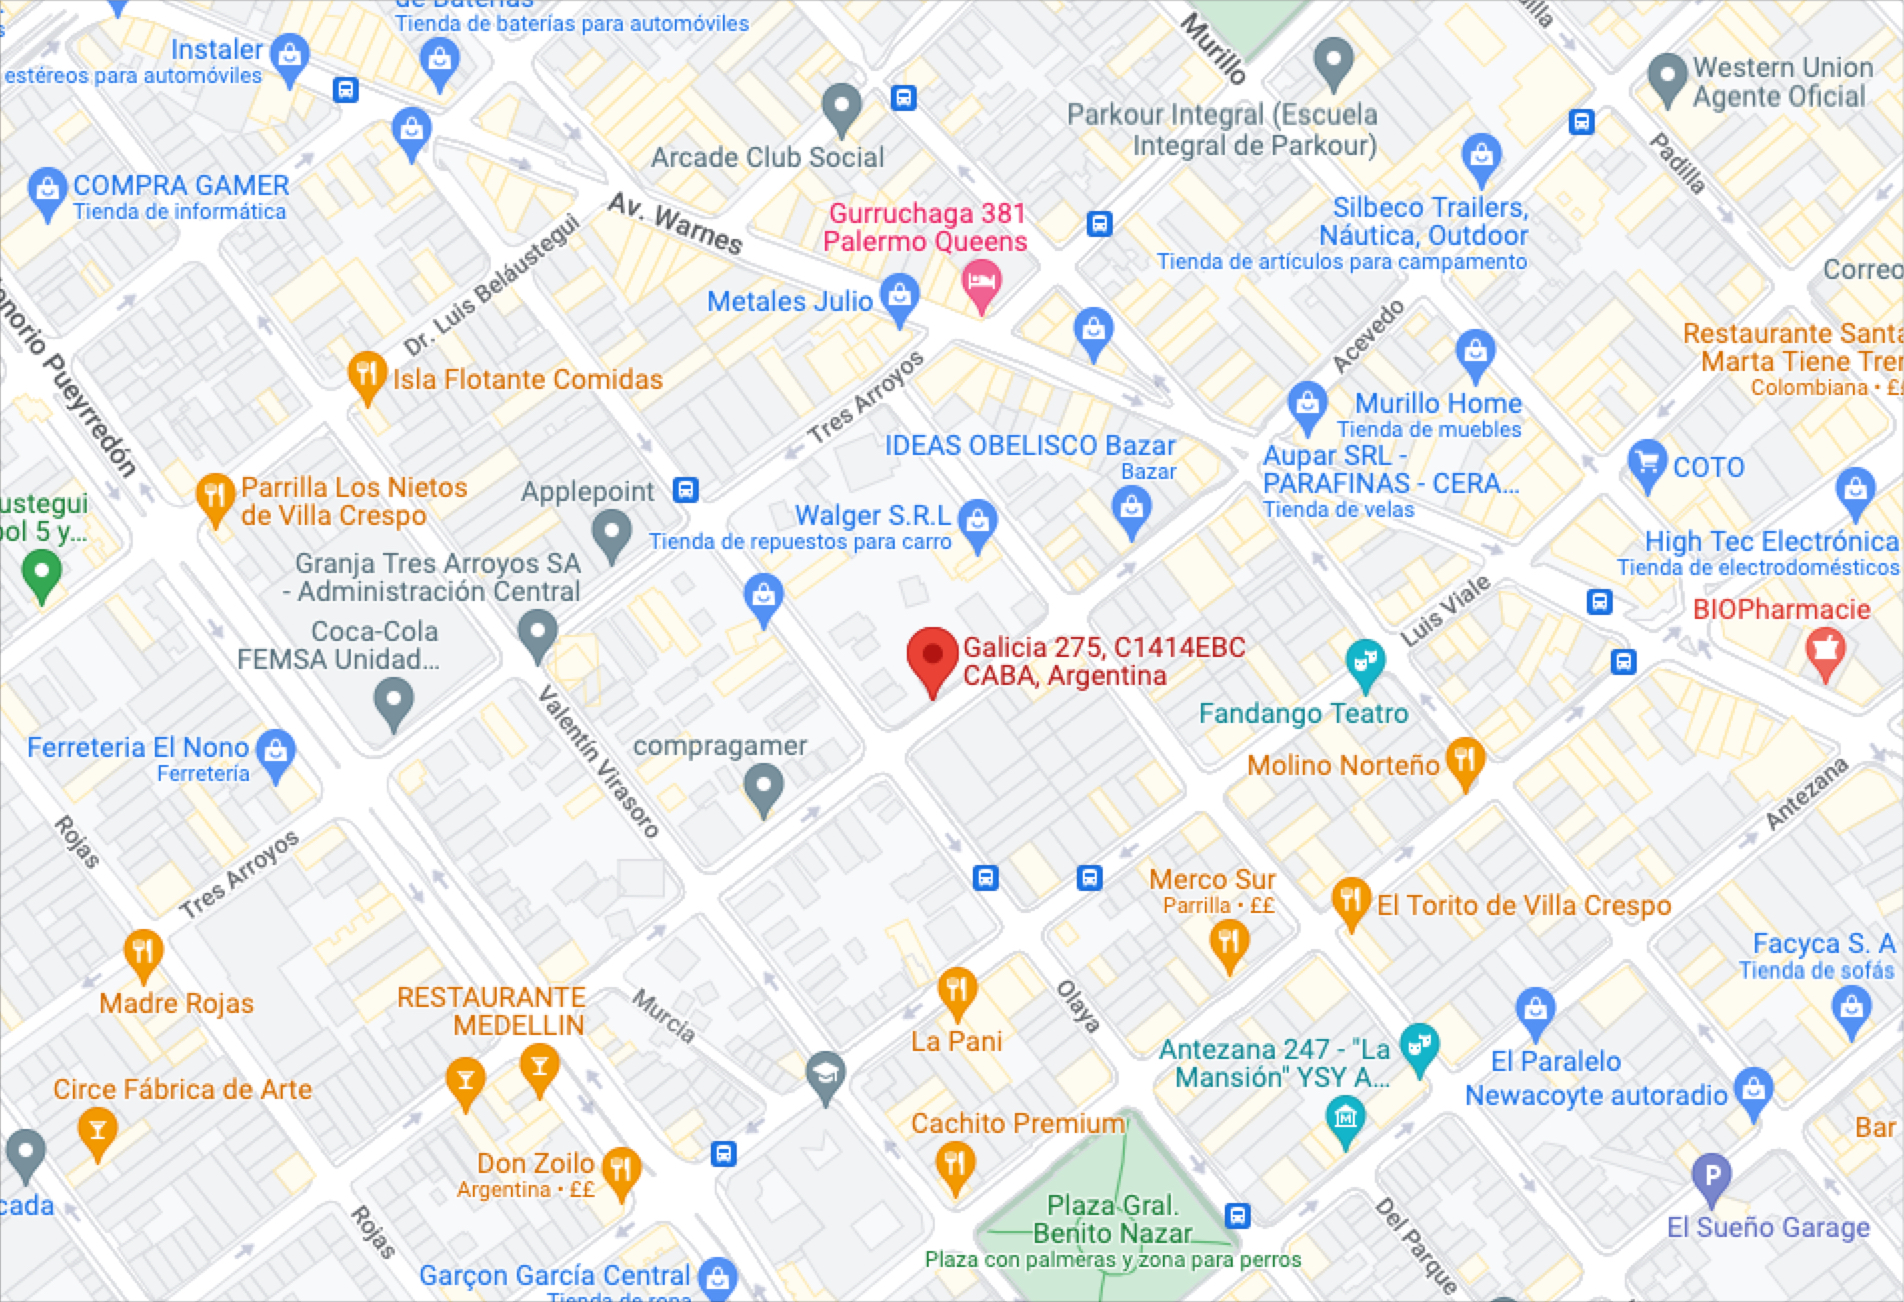 Tienda de baterías para automóviles
Instaler
estéreos para automóviles
Murillo
Western Union
Agente Oficial
Parkour Integral (Escuela
Integral de Parkour)
Arcade Club Social
Padilla
COMPRA GAMER
Tienda de informática
Av. Warnes
Gurruchaga 381
Palermo Queens
Silbeco Trailers,
Náutica, Outdoor
Tienda de artículos para campamento
Correo
Dr. Luis Beláustegui
Metales Julio
Honorio Pueyrredón
Acevedo
Restaurante Santa
Marta Tiene Tren
Colombiana • ££
Isla Flotante Comidas
Tres Arroyos
Murillo Home
Tienda de muebles
IDEAS OBELISCO Bazar
Bazar
Aupar SRL -
PARAFINAS - CERA...
Tienda de velas
COTO
Parrilla Los Nietos
de Villa Crespo
Applepoint
ustegui
ol 5 y...
Walger S.R.L
Tienda de repuestos para carro
High Tec Electrónica
Tienda de electrodomésticos
Granja Tres Arroyos SA
- Administración Central
Luis Viale
BIOPharmacie
Coca-Cola
FEMSA Unidad...
Galicia 275, C1414EBC
CABA, Argentina
Fandango Teatro
Valentín Virasoro
Ferreteria El Nono
Ferretería
compragamer
Molino Norteño
Antezana
Rojas
Tres Arroyos
Merco Sur
Parrilla • ££
El Torito de Villa Crespo
Facyca S. A
Tienda de sofás
Madre Rojas
RESTAURANTE
MEDELLIN
Murcia
Olaya
La Pani
Antezana 247 - "La
Mansión" YSY A...
M
El Paralelo
Newacoyte autoradio
Circe Fábrica de Arte
Cachito Premium
Bar
Don Zoilo
Argentina • ££
P
cada
Plaza Gral.
Benito Nazar
Plaza con palmeras y zona para perros
Rojas
Del Parque
El Sueño Garage
Garçon García Central
Tienda de ropa